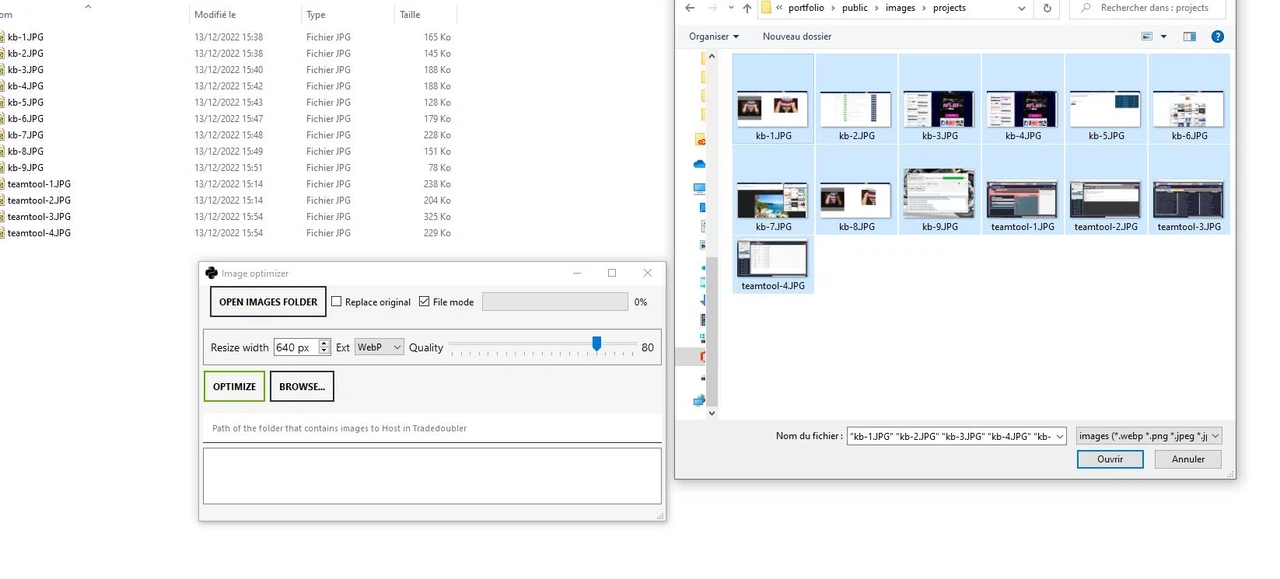 om Modifié le Type Taille
kb-1.JPG 13/12/2022 15:38 Fichier JPG 165 Ko
kb-2.JPG 13/12/2022 15:38 Fichier JPG 145 Ko
kb-3.JPG 13/12/2022 15:40 Fichier JPG 188 Ko
kb-4.JPG 13/12/2022 15:42 Fichier JPG 188 Ko
kb-5.JPG 13/12/2022 15:43 Fichier JPG 128 Ko
kb-6.JPG 13/12/2022 15:47 Fichier JPG 179 Ko
kb-7.JPG 13/12/2022 15:48 Fichier JPG 228 Ko
kb-8.JPG 13/12/2022 15:49 Fichier JPG 151 Ko
kb-9.JPG 13/12/2022 15:51 Fichier JPG 78 Ko
teamtool-1.JPG 13/12/2022 15:14 Fichier JPG 238 Ko
teamtool-2.JPG 13/12/2022 15:14 Fichier JPG 204 Ko
teamtool-3.JPG 13/12/2022 15:54 Fichier JPG 325 Ko
teamtool-4.JPG 13/12/2022 15:54 Fichier JPG 229 Ko
Image optimizer
OPEN IMAGES FOLDER Replace original File mode 0%
Resize width 640 px Ext WebP Quality 80
OPTIMIZE BROWSE...
Path of the folder that contains images to Host in Tradedoubler
« portfolio › public › images › projects Rechercher dans : projects
Organiser Nouveau dossier
kb-1.JPG kb-2.JPG kb-3.JPG kb-4.JPG kb-5.JPG kb-6.JPG
kb-7.JPG kb-8.JPG kb-9.JPG teamtool-1.JPG teamtool-2.JPG teamtool-3.JPG
teamtool-4.JPG
Nom du fichier : "kb-1.JPG" "kb-2.JPG" "kb-3.JPG" "kb-4.JPG" "kb- images (*.webp *.png *.jpeg *.j
Ouvrir Annuler